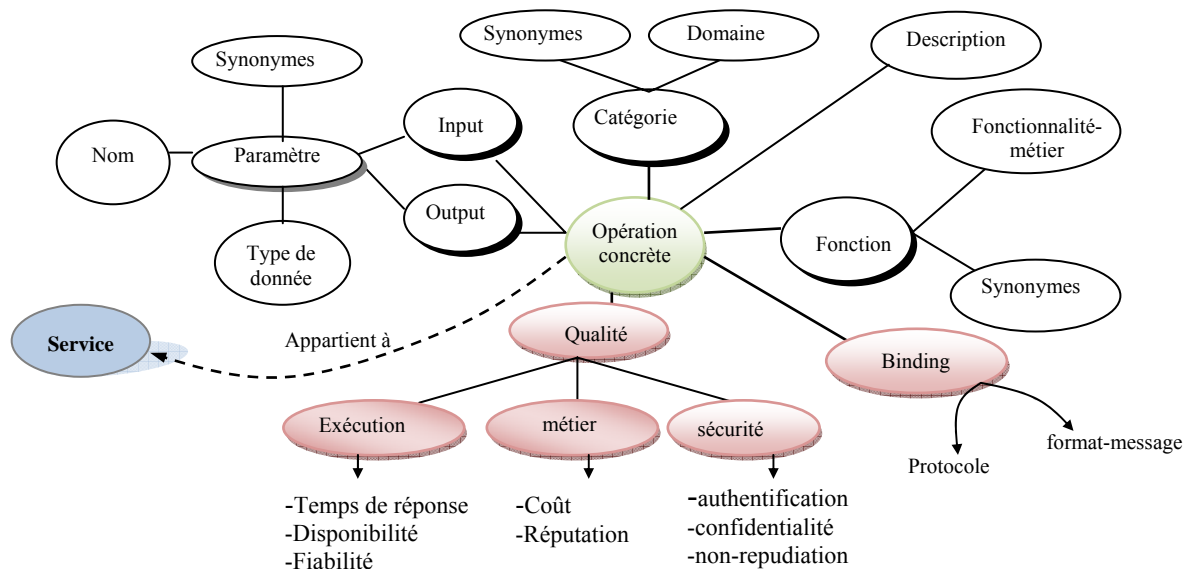 Synonymes
Domaine
Description
Synonymes
Input
Catégorie
Fonctionnalité-
métier
Nom
Paramètre
Output
Opération
concrète
Fonction
Type de
donnée
Synonymes
Service
Appartient à
Qualité
Binding
Exécution
métier
sécurité
format-message
Protocole
-Temps de réponse
-Disponibilité
-Fiabilité
-Coût
-Réputation
-authentification
-confidentialité
-non-repudiation